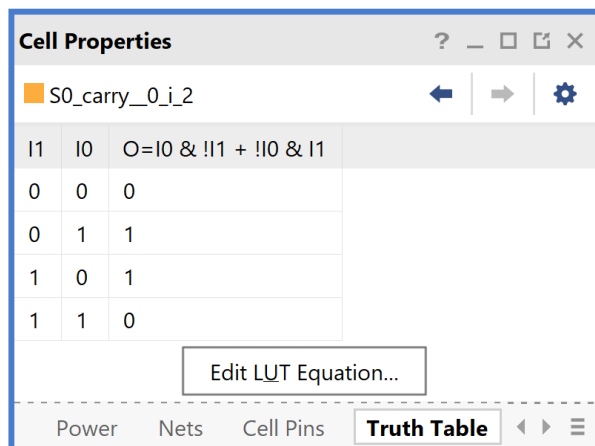 Cell Properties ?
S0_carry__0_i_2
I1 I0 O=I0 & !I1 + !I0 & I1
0 0 0
0 1 1
1 0 1
1 1 0
Edit LUT Equation...
Power Nets Cell Pins Truth Table